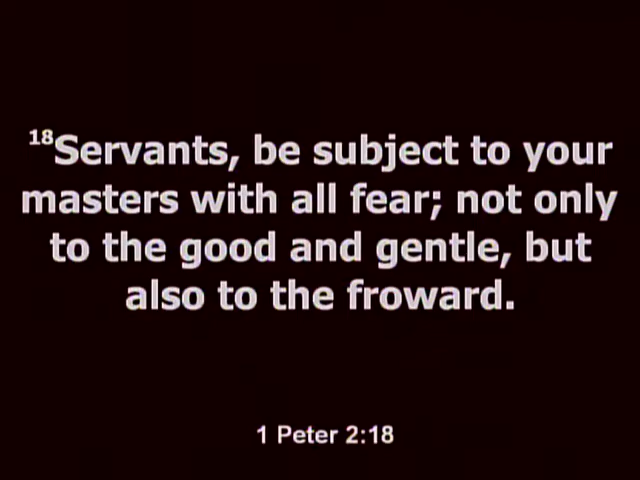 18Servants, be subject to your
masters with all fear; not only
to the good and gentle, but
also to the froward.
1 Peter 2:18